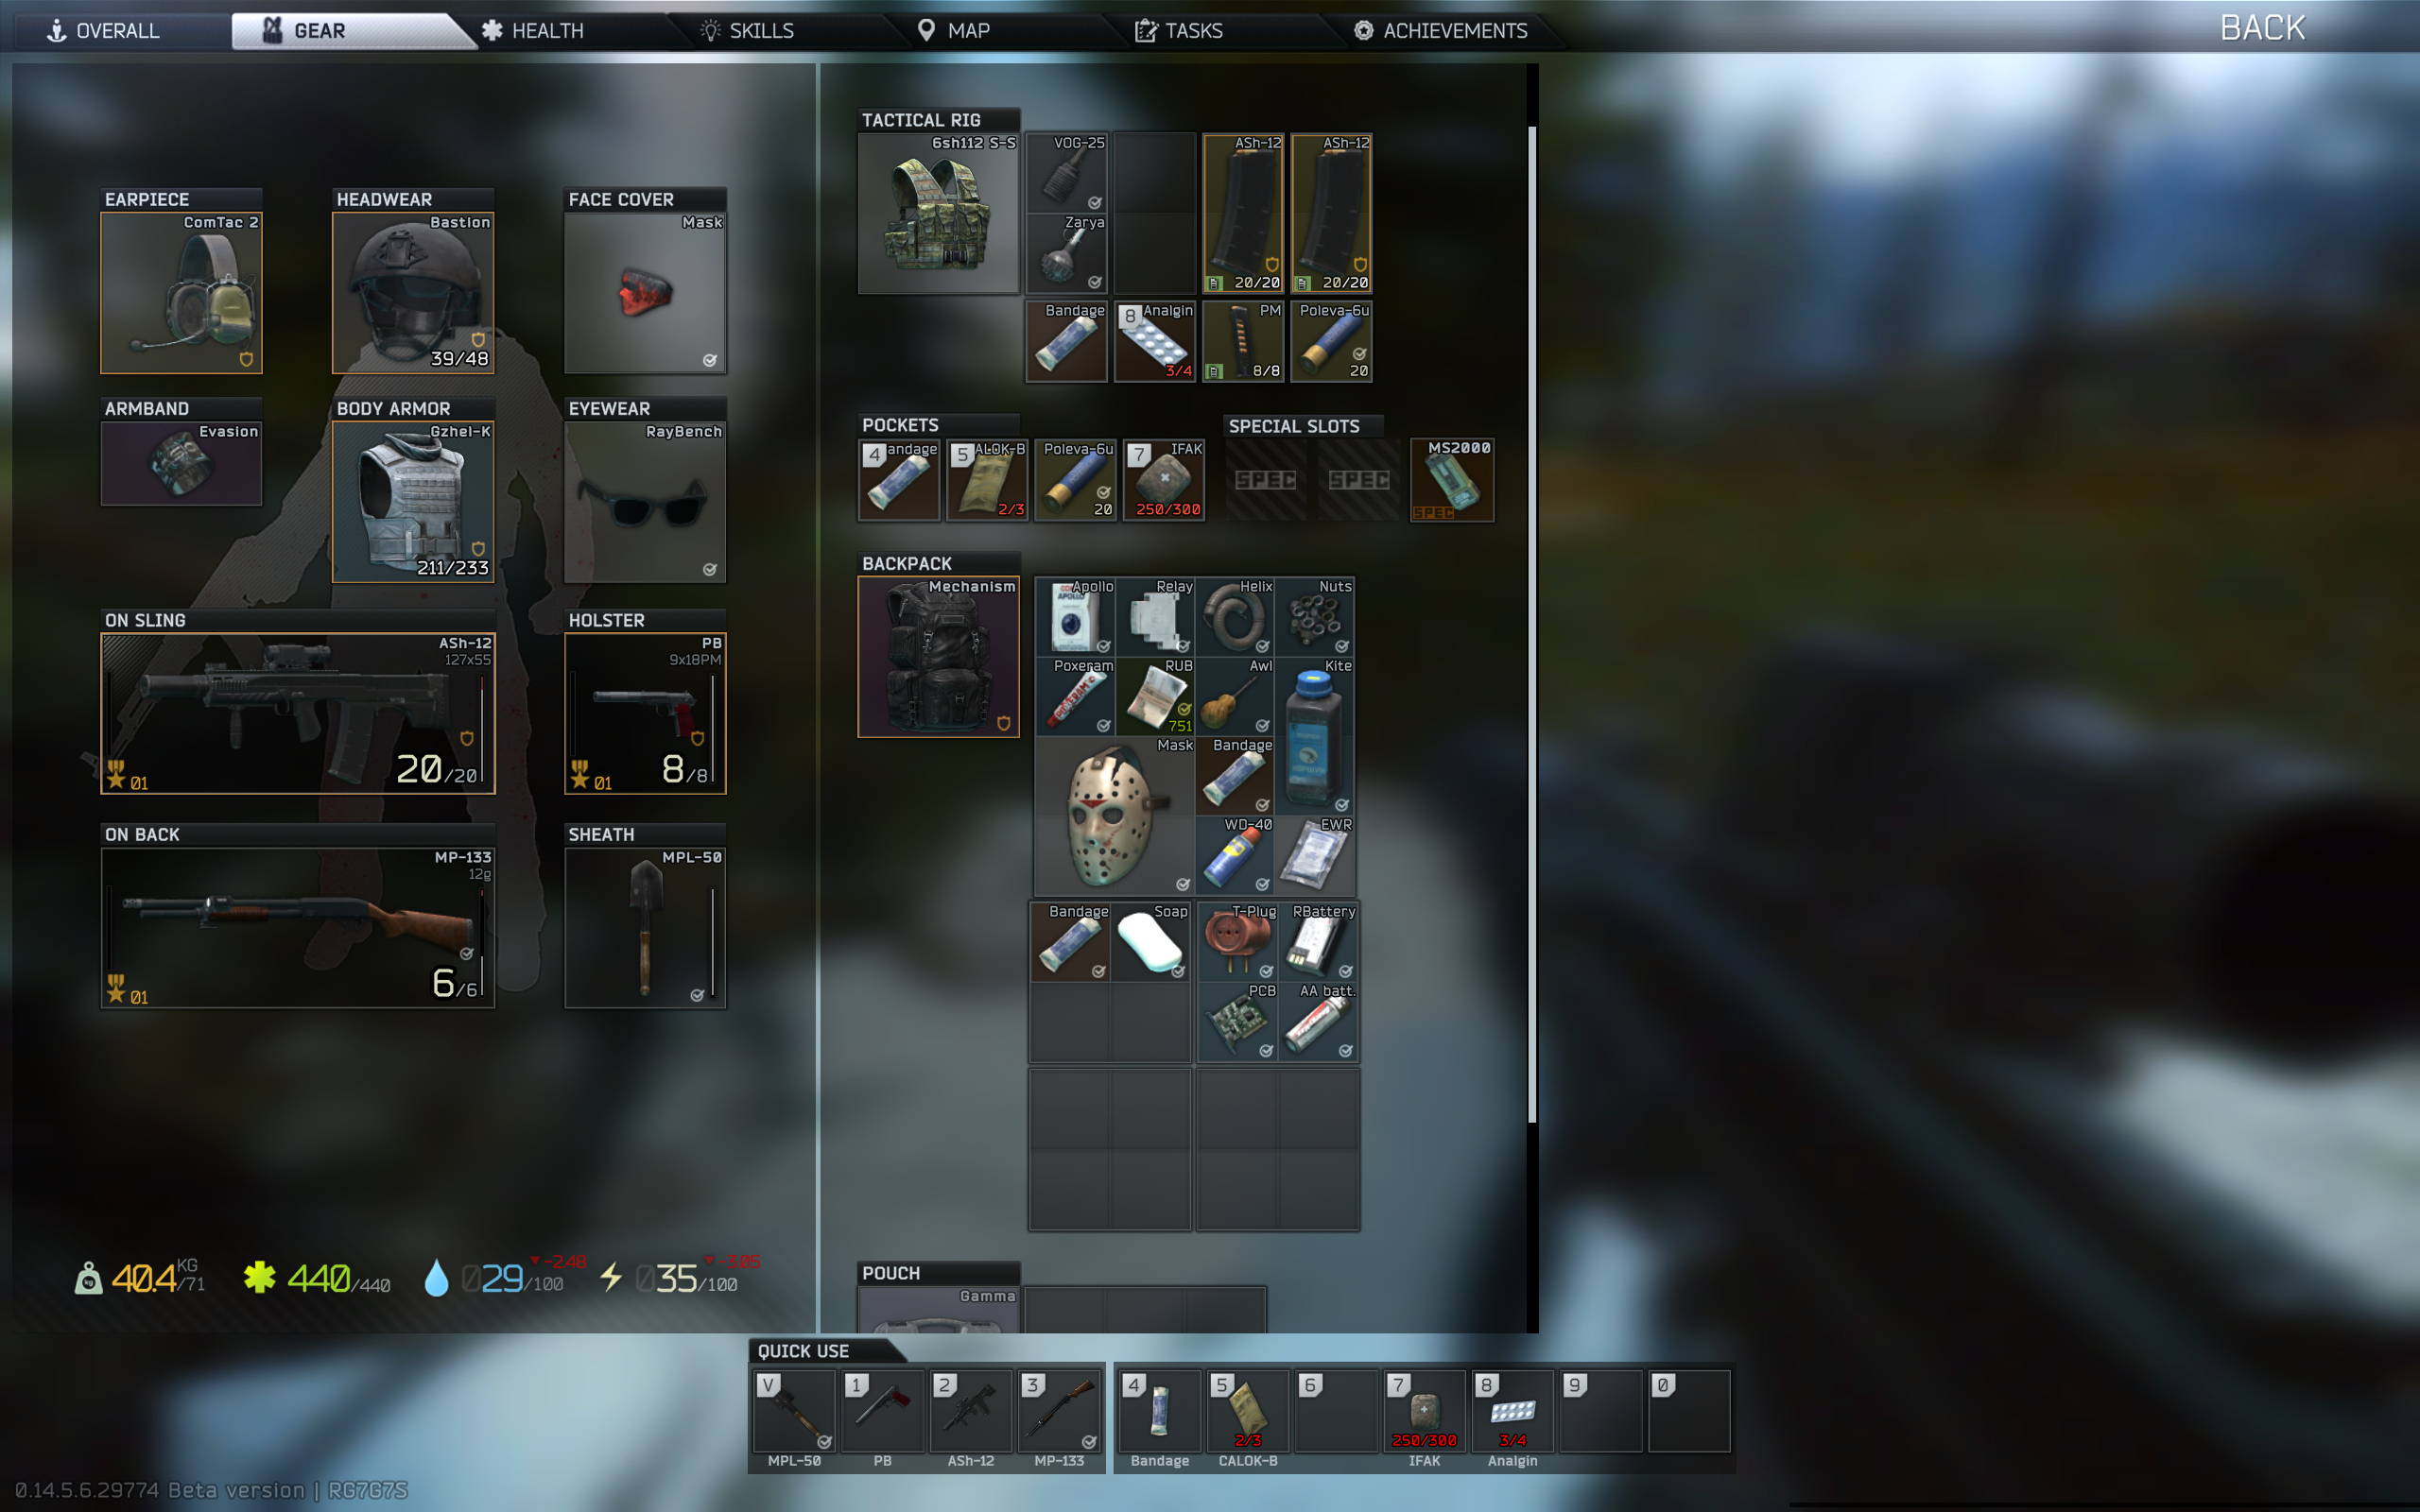 OVERALL
GEAR
HEALTH
SKILLS
MAP
TASKS
ACHIEVEMENTS
BACK
EARPIECE
ComTac 2
HEADWEAR
Bastion
39/48
FACE COVER
Mask
ARMBAND
Evasion
BODY ARMOR
Gzhel-K
211/233
EYEWEAR
RayBench
ON SLING
ASh-12
127x55
01
20/20
HOLSTER
PB
9x18PM
01
8/8
ON BACK
MP-133
12g
01
6/6
SHEATH
MPL-50
40.4 KG /71
440/440
029/100 -2.48
035/100 -3.05
TACTICAL RIG
6sh112 S-S
VOG-25
ASh-12
ASh-12
Zarya
20/20
20/20
Bandage
8 Analgin
PM
Poleva-6u
3/4
8/8
20
POCKETS
4 andage
5 ALOK-B
Poleva-6u
7 IFAK
2/3
20
250/300
SPECIAL SLOTS
SPEC
SPEC
MS2000
SPEC
BACKPACK
Mechanism
Apollo
Relay
Helix
Nuts
Poxeram
RUB
Awl
Kite
751
Mask
Bandage
WD-40
EWR
Bandage
Soap
T-Plug
RBattery
PCB
AA batt.
POUCH
Gamma
QUICK USE
V
1
2
3
4
5
6
7
8
9
0
2/3
250/300
3/4
MPL-50
PB
ASh-12
MP-133
Bandage
CALOK-B
IFAK
Analgin
0.14.5.6.29774 Beta version | RG7G7S